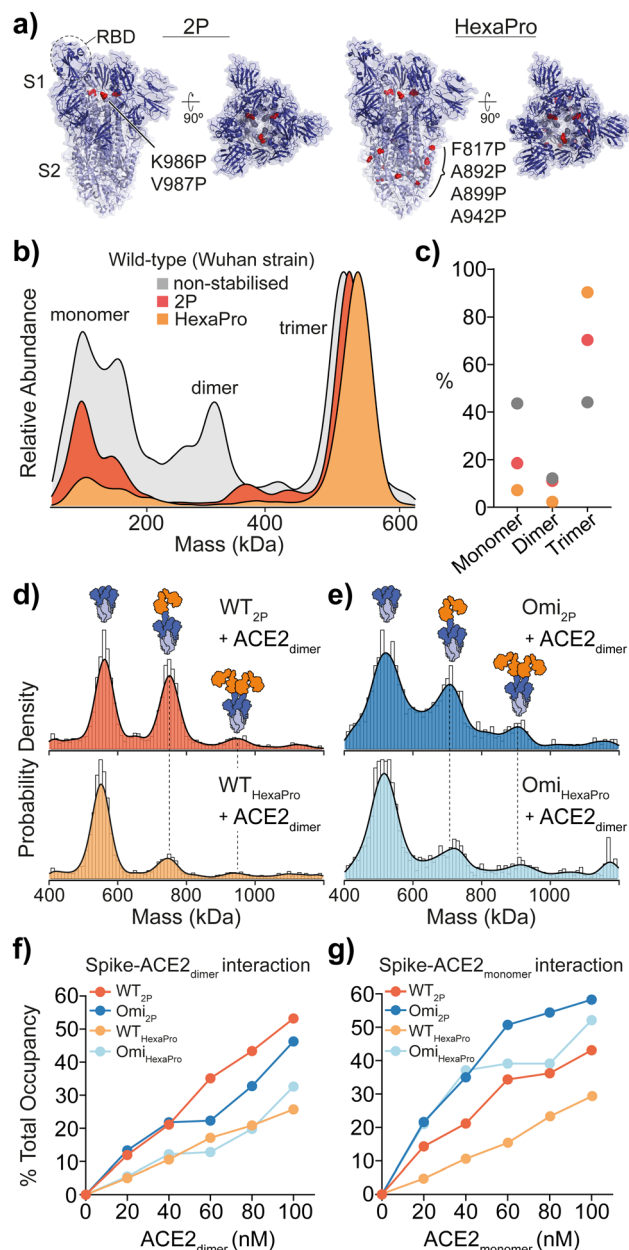 a)
RBD
2P
HexaPro
S1
S2
90º
90º
K986P
V987P
F817P
A892P
A899P
A942P
b)
Wild-type (Wuhan strain)
non-stabilised
2P
HexaPro
monomer
dimer
trimer
Relative Abundance
200
400
600
Mass (kDa)
c)
100
80
60
40
20
0
%
Monomer
Dimer
Trimer
d)
WT2P
+ ACE2dimer
WTHexaPro
+ ACE2dimer
Probability Density
400
600
800
1000
Mass (kDa)
e)
Omi2P
+ ACE2dimer
OmiHexaPro
+ ACE2dimer
400
600
800
1000
Mass (kDa)
f)
Spike-ACE2dimer interaction
WT2P
Omi2P
WTHexaPro
OmiHexaPro
60
50
40
30
20
10
0
% Total Occupancy
0 20 40 60 80 100
ACE2dimer (nM)
g)
Spike-ACE2monomer interaction
WT2P
Omi2P
WTHexaPro
OmiHexaPro
60
50
40
30
20
10
0
0 20 40 60 80 100
ACE2monomer (nM)